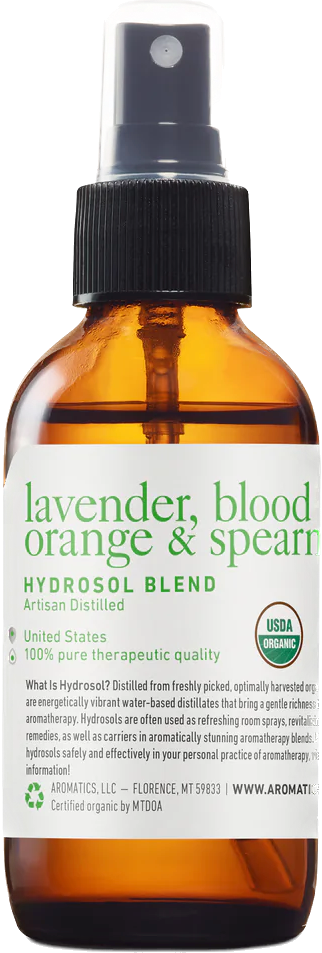 lavender, blood
orange & spearm
HYDROSOL BLEND
Artisan Distilled
USDA
ORGANIC
United States
100% pure therapeutic quality
What Is Hydrosol? Distilled from freshly picked, optimally harvested
are energetically vibrant water-based distillates that bring a gentle richness
aromatherapy. Hydrosols are often used as refreshing room sprays,
remedies, as well as carriers in aromatically stunning aromatherapy blends.
hydrosols safely and effectively in your personal practice of aromatherapy,
information!
AROMATICS, LLC — FLORENCE, MT 59833 | WWW.AROMATIC
Certified organic by MTDOA